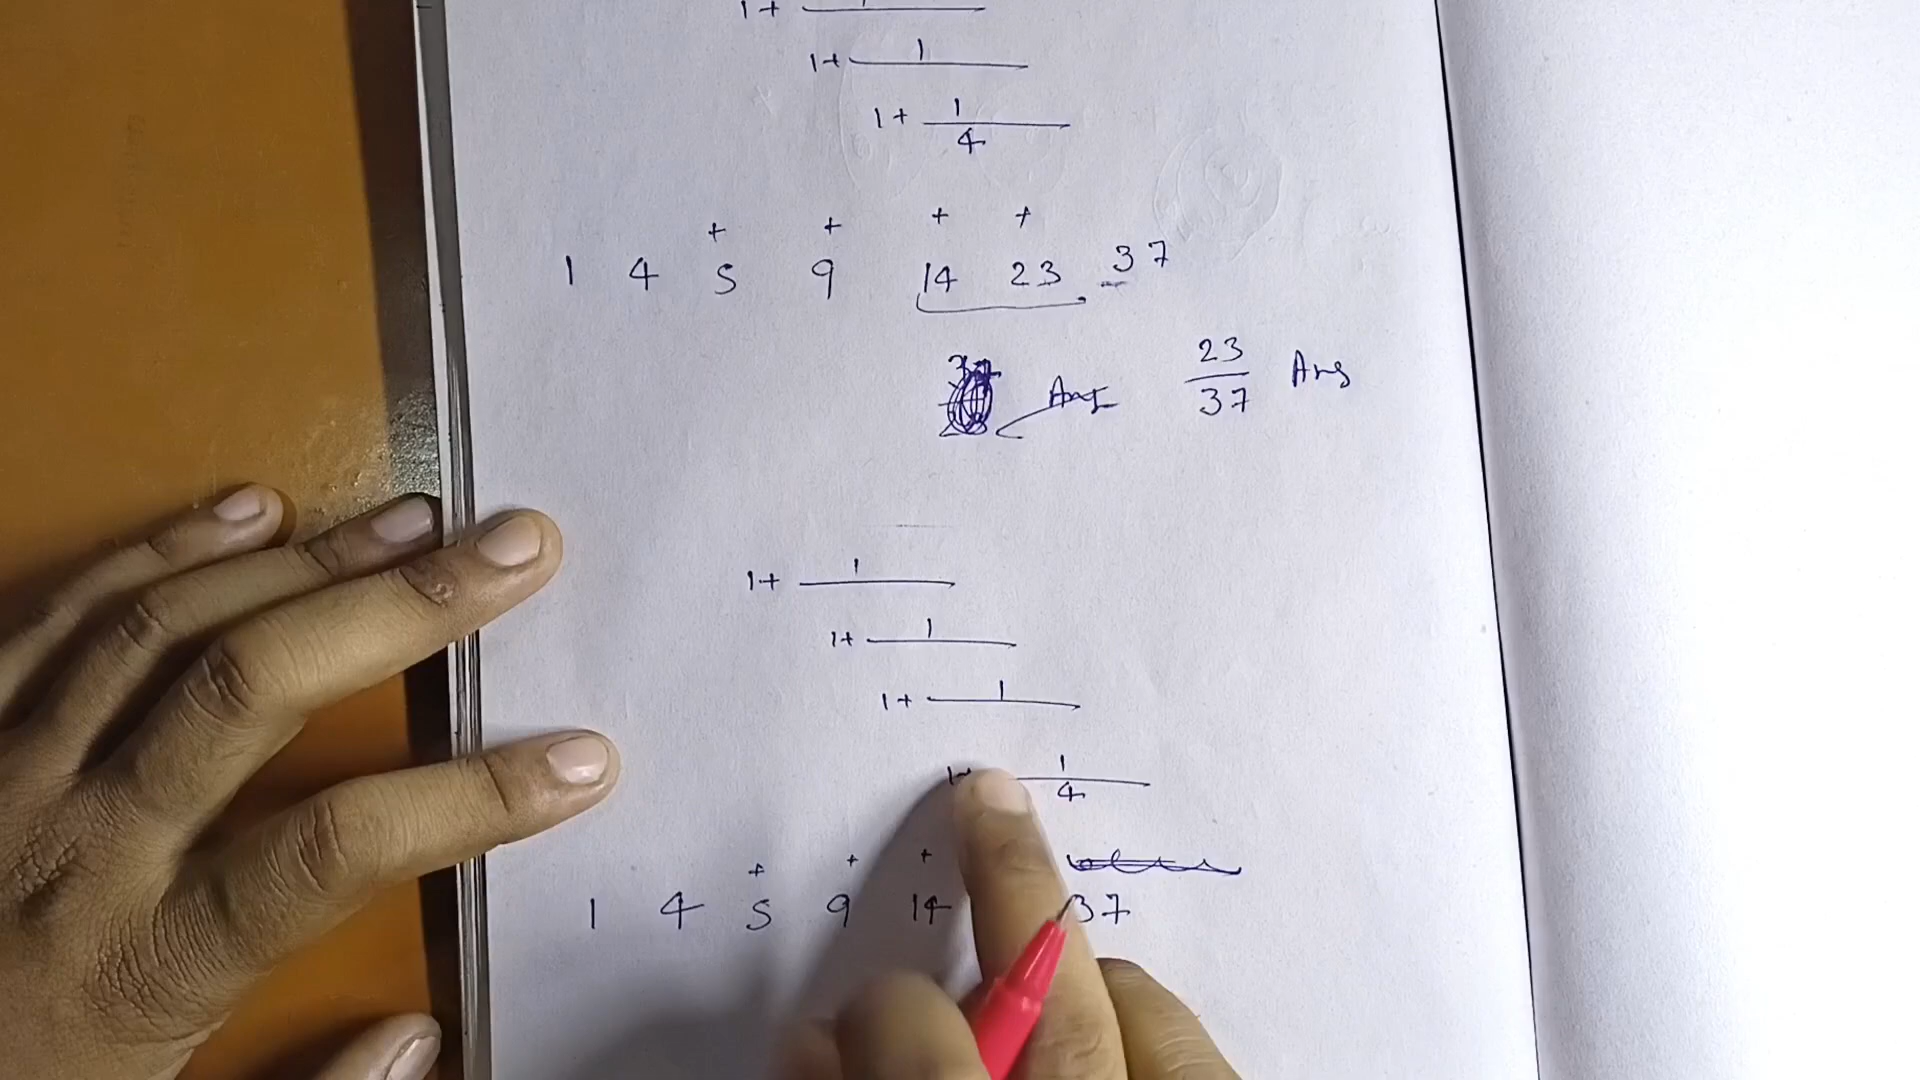 1+
1+ 1
1+ 1
4
+ + + +
1 4 5 9 14 23 37
23
37
Ans
Ans
1+ 1
1+ 1
1+ 1
1
4
+ + +
1 4 5 9 14 37